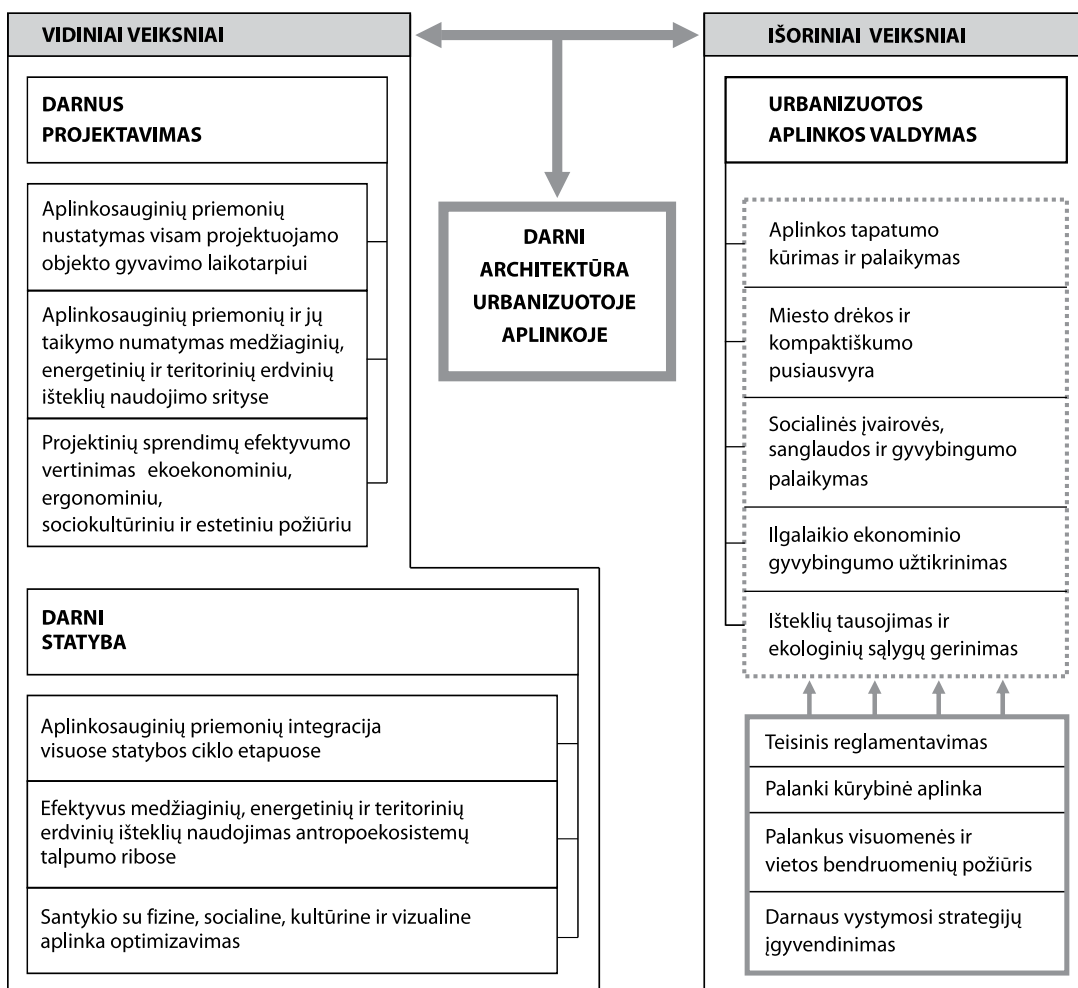 VIDINIAI VEIKSNIAI
DARNUS
PROJEKTAVIMAS
Aplinkosauginių priemonių
nustatymas visam projektuojamo
objekto gyvavimo laikotarpiui
Aplinkosauginių priemonių ir jų
taikymo numatymas medžiaginių,
energetinių ir teritorinių erdvinių
išteklių naudojimo srityse
Projektinių sprendimų efektyvumo
vertinimas ekoekonominiu,
ergonominiu,
sociokultūriniu ir estetiniu požiūriu
DARNI
STATYBA
Aplinkosauginių priemonių integracija
visuose statybos ciklo etapuose
Efektyvus medžiaginių, energetinių ir teritorinių
erdvinių išteklių naudojimas antropoekosistemų
talpumo ribose
Santykio su fizine, socialine, kultūrine ir vizualine
aplinka optimizavimas
DARNI
ARCHITEKTŪRA
URBANIZUOTOJE
APLINKOJE
IŠORINIAI VEIKSNIAI
URBANIZUOTOS
APLINKOS VALDYMAS
Aplinkos tapatumo
kūrimas ir palaikymas
Miesto drėkos ir
kompaktiškumo
pusiausvyra
Socialinės įvairovės,
sanglaudos ir gyvybingumo
palaikymas
Ilgalaikio ekonominio
gyvybingumo užtikrinimas
Išteklių tausojimas ir
ekologinių sąlygų gerinimas
Teisinis reglamentavimas
Palanki kūrybinė aplinka
Palankus visuomenės ir
vietos bendruomenių požiūris
Darnaus vystymosi strategijų
įgyvendinimas